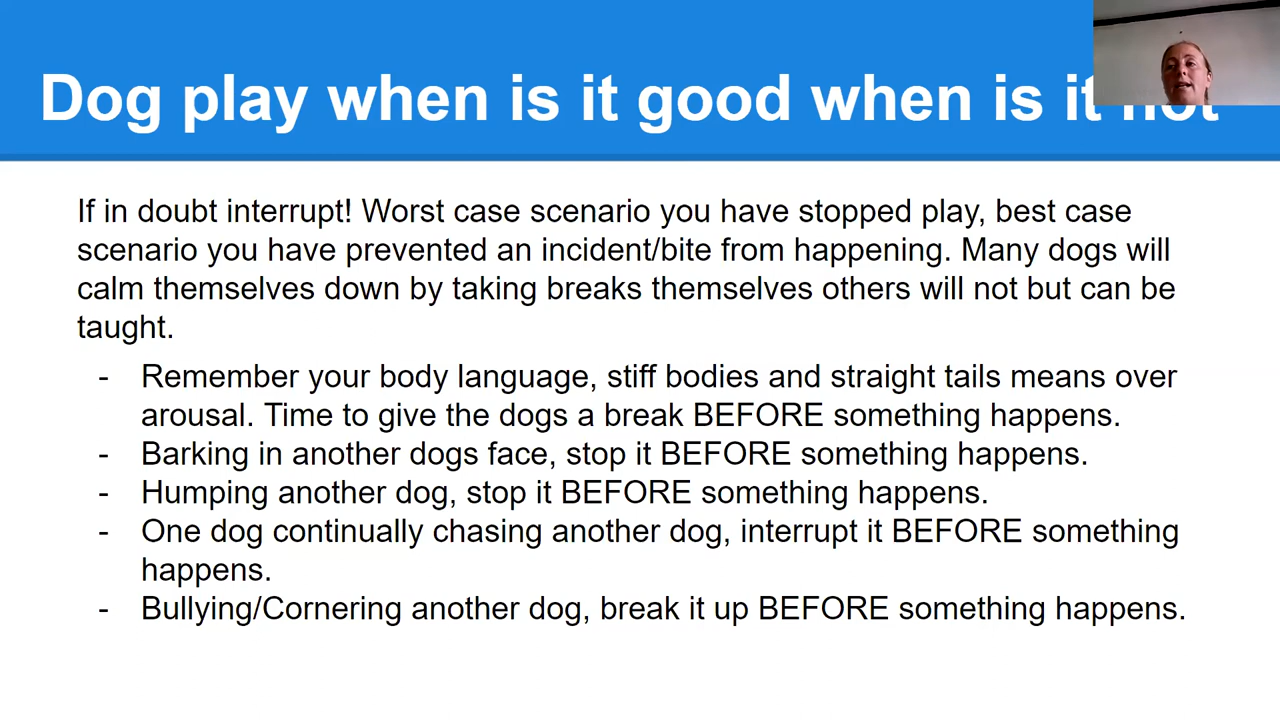 Dog play when is it good when is it not
If in doubt interrupt! Worst case scenario you have stopped play, best case
scenario you have prevented an incident/bite from happening. Many dogs will
calm themselves down by taking breaks themselves others will not but can be
taught.
- Remember your body language, stiff bodies and straight tails means over
arousal. Time to give the dogs a break BEFORE something happens.
- Barking in another dogs face, stop it BEFORE something happens.
- Humping another dog, stop it BEFORE something happens.
- One dog continually chasing another dog, interrupt it BEFORE something
happens.
- Bullying/Cornering another dog, break it up BEFORE something happens.